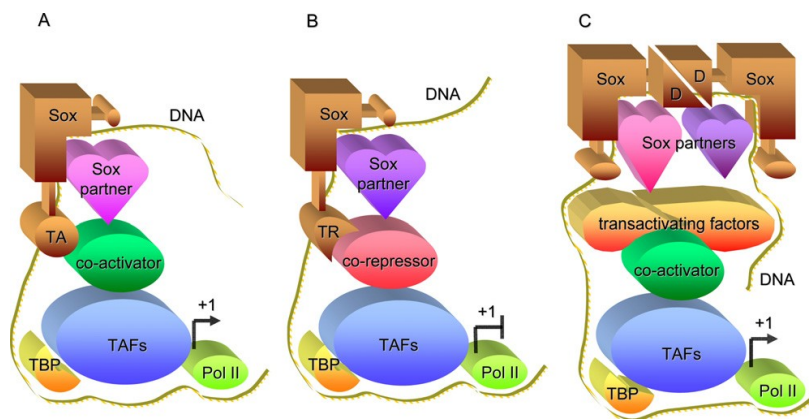 A
Sox
DNA
Sox
partner
TA
co-activator
+1
TAFs
TBP
Pol II
B
Sox
DNA
Sox
partner
TR
co-repressor
+1
TAFs
TBP
Pol II
C
Sox
D
D
Sox
Sox partners
transactivating factors
co-activator
DNA
+1
TAFs
TBP
Pol II